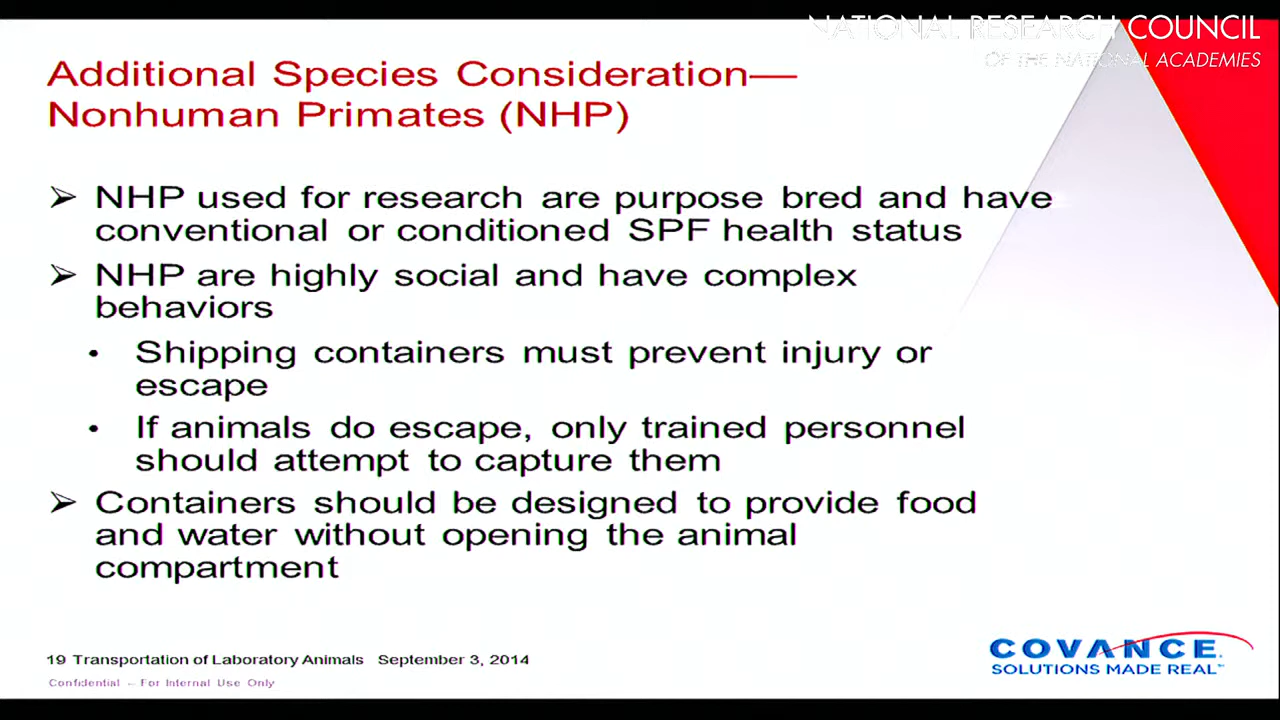 NATIONAL RESEARCH COUNCIL
OF THE NATIONAL ACADEMIES
Additional Species Consideration—
Nonhuman Primates (NHP)
NHP used for research are purpose bred and have
conventional or conditioned SPF health status
NHP are highly social and have complex
behaviors
• Shipping containers must prevent injury or
escape
• If animals do escape, only trained personnel
should attempt to capture them
Containers should be designed to provide food
and water without opening the animal
compartment
19 Transportation of Laboratory Animals September 3, 2014
Confidential – For Internal Use Only
COVANCE
SOLUTIONS MADE REAL™